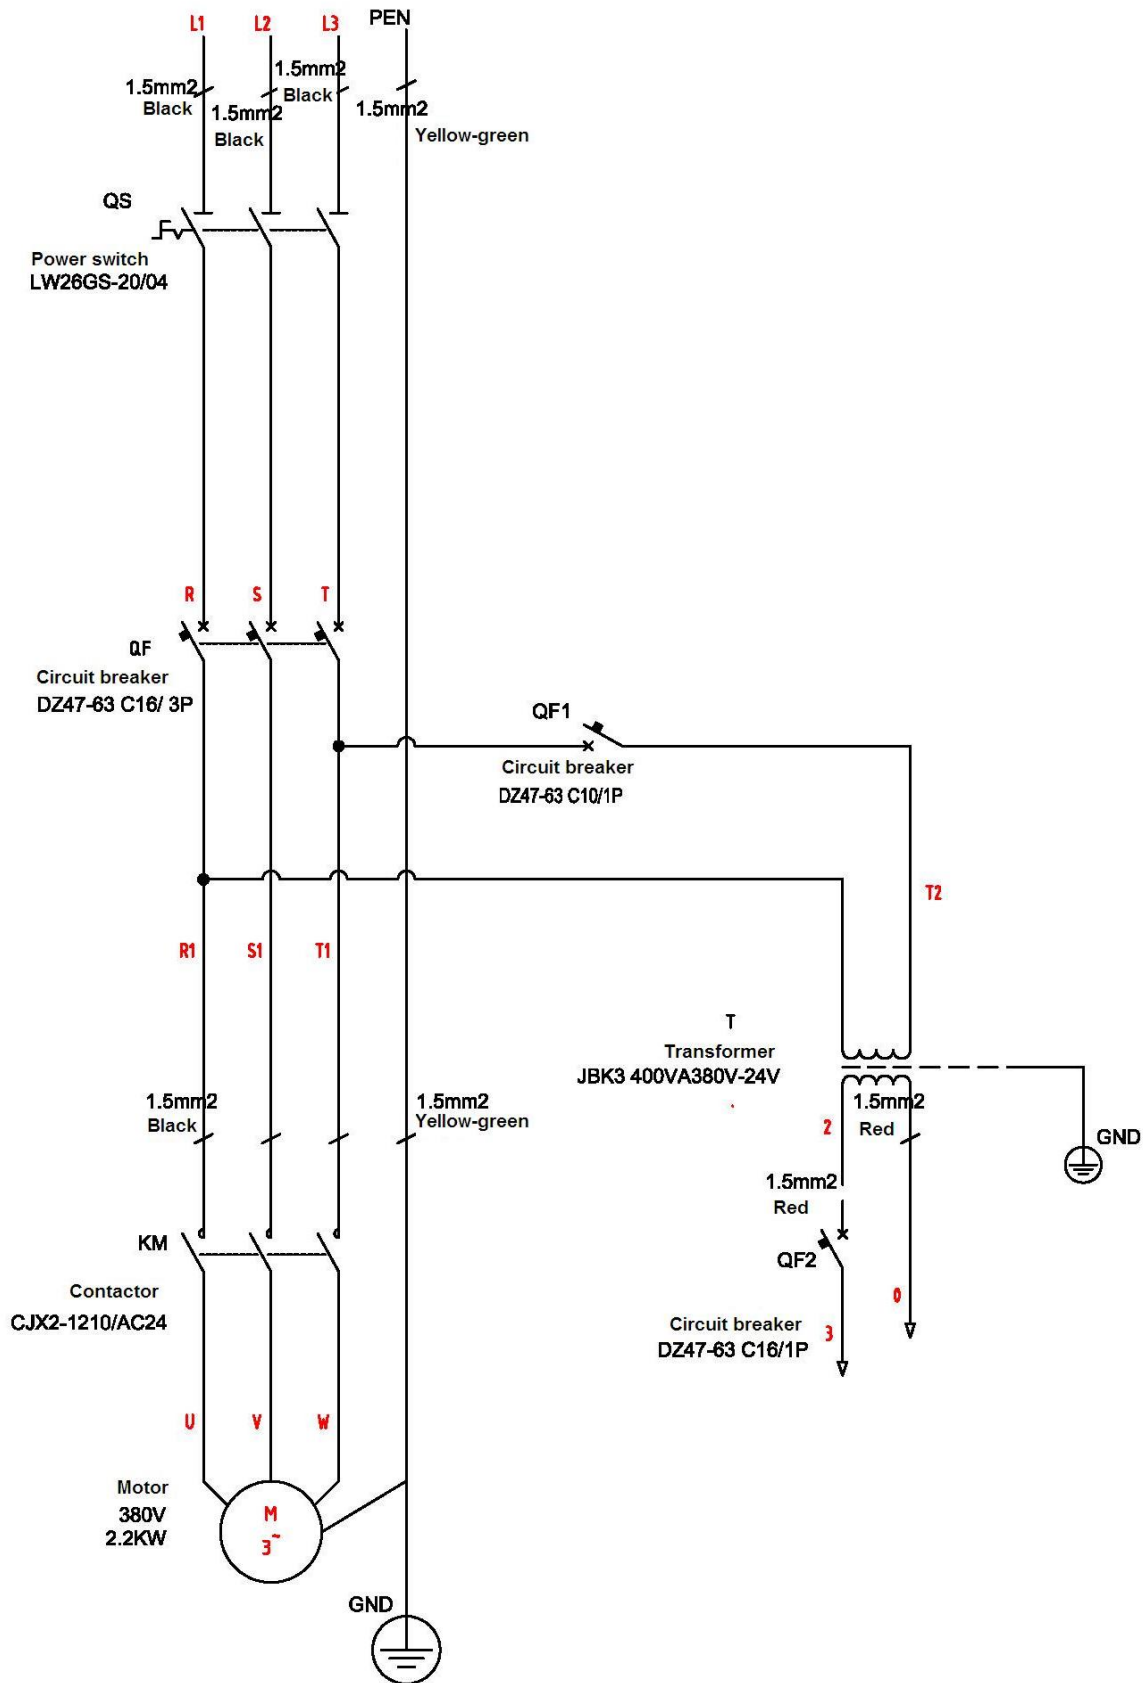 L1
L2
L3
PEN
1.5mm2
Black
1.5mm2
Black
1.5mm2
Black
1.5mm2
Yellow-green
QS
Power switch
LW26GS-20/04
R
S
T
QF
Circuit breaker
DZ47-63 C16/ 3P
QF1
Circuit breaker
DZ47-63 C10/1P
T2
R1
S1
T1
T
Transformer
JBK3 400VA380V-24V
1.5mm2
Black
1.5mm2
Yellow-green
2
1.5mm2
Red
GND
1.5mm2
Red
KM
QF2
Contactor
CJX2-1210/AC24
0
Circuit breaker
DZ47-63 C16/1P
3
U
V
W
Motor
380V
2.2KW
M
3~
GND